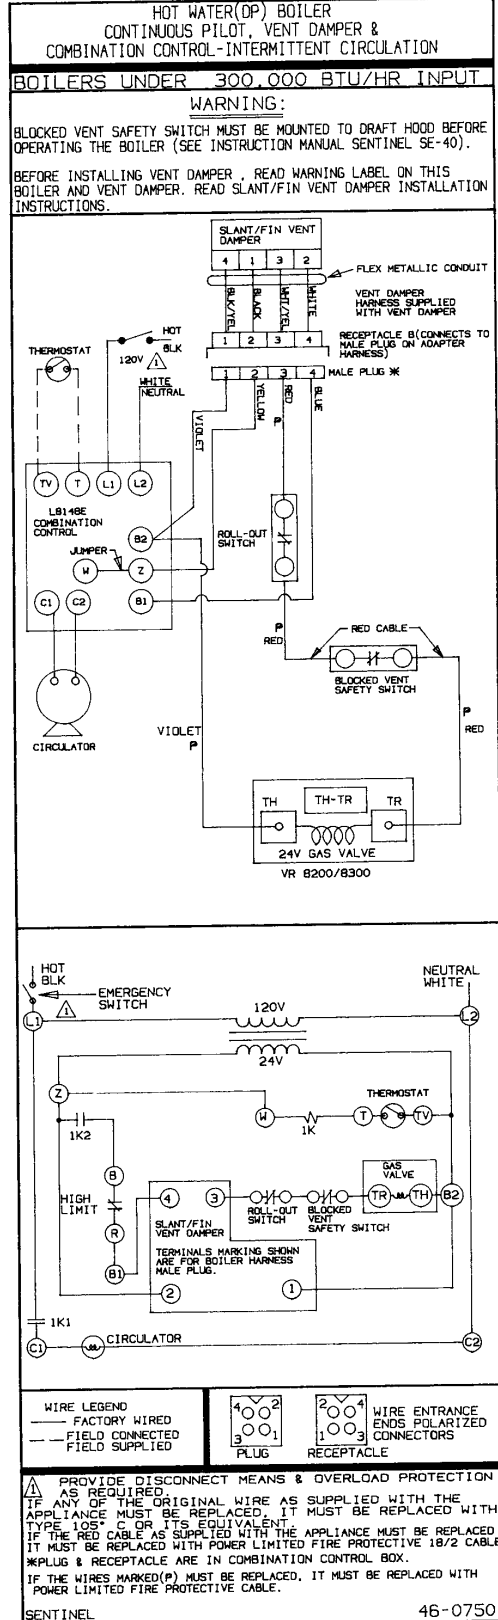 HOT WATER(DP) BOILER
CONTINUOUS PILOT, VENT DAMPER &
COMBINATION CONTROL-INTERMITTENT CIRCULATION
BOILERS UNDER 300,000 BTU/HR INPUT
WARNING:
BLOCKED VENT SAFETY SWITCH MUST BE MOUNTED TO DRAFT HOOD BEFORE
OPERATING THE BOILER (SEE INSTRUCTION MANUAL SENTINEL SE-40).
BEFORE INSTALLING VENT DAMPER , READ WARNING LABEL ON THIS
BOILER AND VENT DAMPER. READ SLANT/FIN VENT DAMPER INSTALLATION
INSTRUCTIONS.
SLANT/FIN VENT
DAMPER
4 1 3 2
FLEX METALLIC CONDUIT
BLK/YEL
BLACK
WHT/YEL
WHITE
VENT DAMPER
HARNESS SUPPLIED
WITH VENT DAMPER
1 2 3 4
RECEPTACLE B(CONNECTS TO
MALE PLUG ON ADAPTER
HARNESS)
1 2 3 4
MALE PLUG ※
HOT
BLK
120V
1
THERMOSTAT
WHITE
NEUTRAL
VIOLET
YELLOW
RED
BLUE
P
TV T L1 L2
L8148E
COMBINATION
CONTROL
B2
JUMPER
W Z
C1 C2 B1
ROLL-OUT
SWITCH
P
RED
RED CABLE
BLOCKED VENT
SAFETY SWITCH
CIRCULATOR
VIOLET
P
P
RED
TH TH-TR TR
24V GAS VALVE
VR 8200/8300
HOT
BLK
EMERGENCY
SWITCH
1
NEUTRAL
WHITE
L1 120V L2
24V
Z
THERMOSTAT
W 1K T TV
1K2
B
HIGH
LIMIT
R
B1
4 3
GAS
VALVE
TR TH B2
ROLL-OUT
SWITCH
BLOCKED
VENT
SAFETY SWITCH
SLANT/FIN
VENT DAMPER
TERMINALS MARKING SHOWN
ARE FOR BOILER HARNESS
MALE PLUG.
2 1
1K1
C1 CIRCULATOR C2
WIRE LEGEND
FACTORY WIRED
FIELD CONNECTED
FIELD SUPPLIED
4 2
3 1
PLUG
2 4
1 3
RECEPTACLE
WIRE ENTRANCE
ENDS POLARIZED
CONNECTORS
1 PROVIDE DISCONNECT MEANS & OVERLOAD PROTECTION
AS REQUIRED.
IF ANY OF THE ORIGINAL WIRE AS SUPPLIED WITH THE
APPLIANCE MUST BE REPLACED, IT MUST BE REPLACED WITH
TYPE 105° C OR ITS EQUIVALENT.
IF THE RED CABLE AS SUPPLIED WITH THE APPLIANCE MUST BE REPLACED
IT MUST BE REPLACED WITH POWER LIMITED FIRE PROTECTIVE 18/2 CABLE
※PLUG & RECEPTACLE ARE IN COMBINATION CONTROL BOX.
IF THE WIRES MARKED(P) MUST BE REPLACED, IT MUST BE REPLACED WITH
POWER LIMITED FIRE PROTECTIVE CABLE.
SENTINEL 46-0750